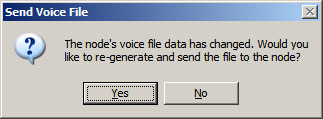 Send Voice File
The node's voice file data has changed. Would you
like to re-generate and send the file to the node?
Yes
No